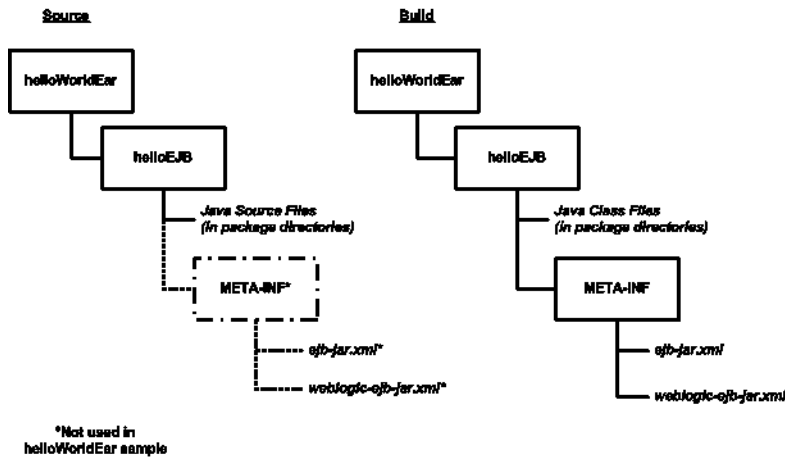 Source
Build
helloWorldEar
helloWorldEar
helloEJB
helloEJB
Java Source Files
(in package directories)
Java Class Files
(in package directories)
META-INF*
META-INF
ejb-jar.xml*
ejb-jar.xml
weblogic-ejb-jar.xml*
weblogic-ejb-jar.xml
*Not used in
helloWorldEar sample